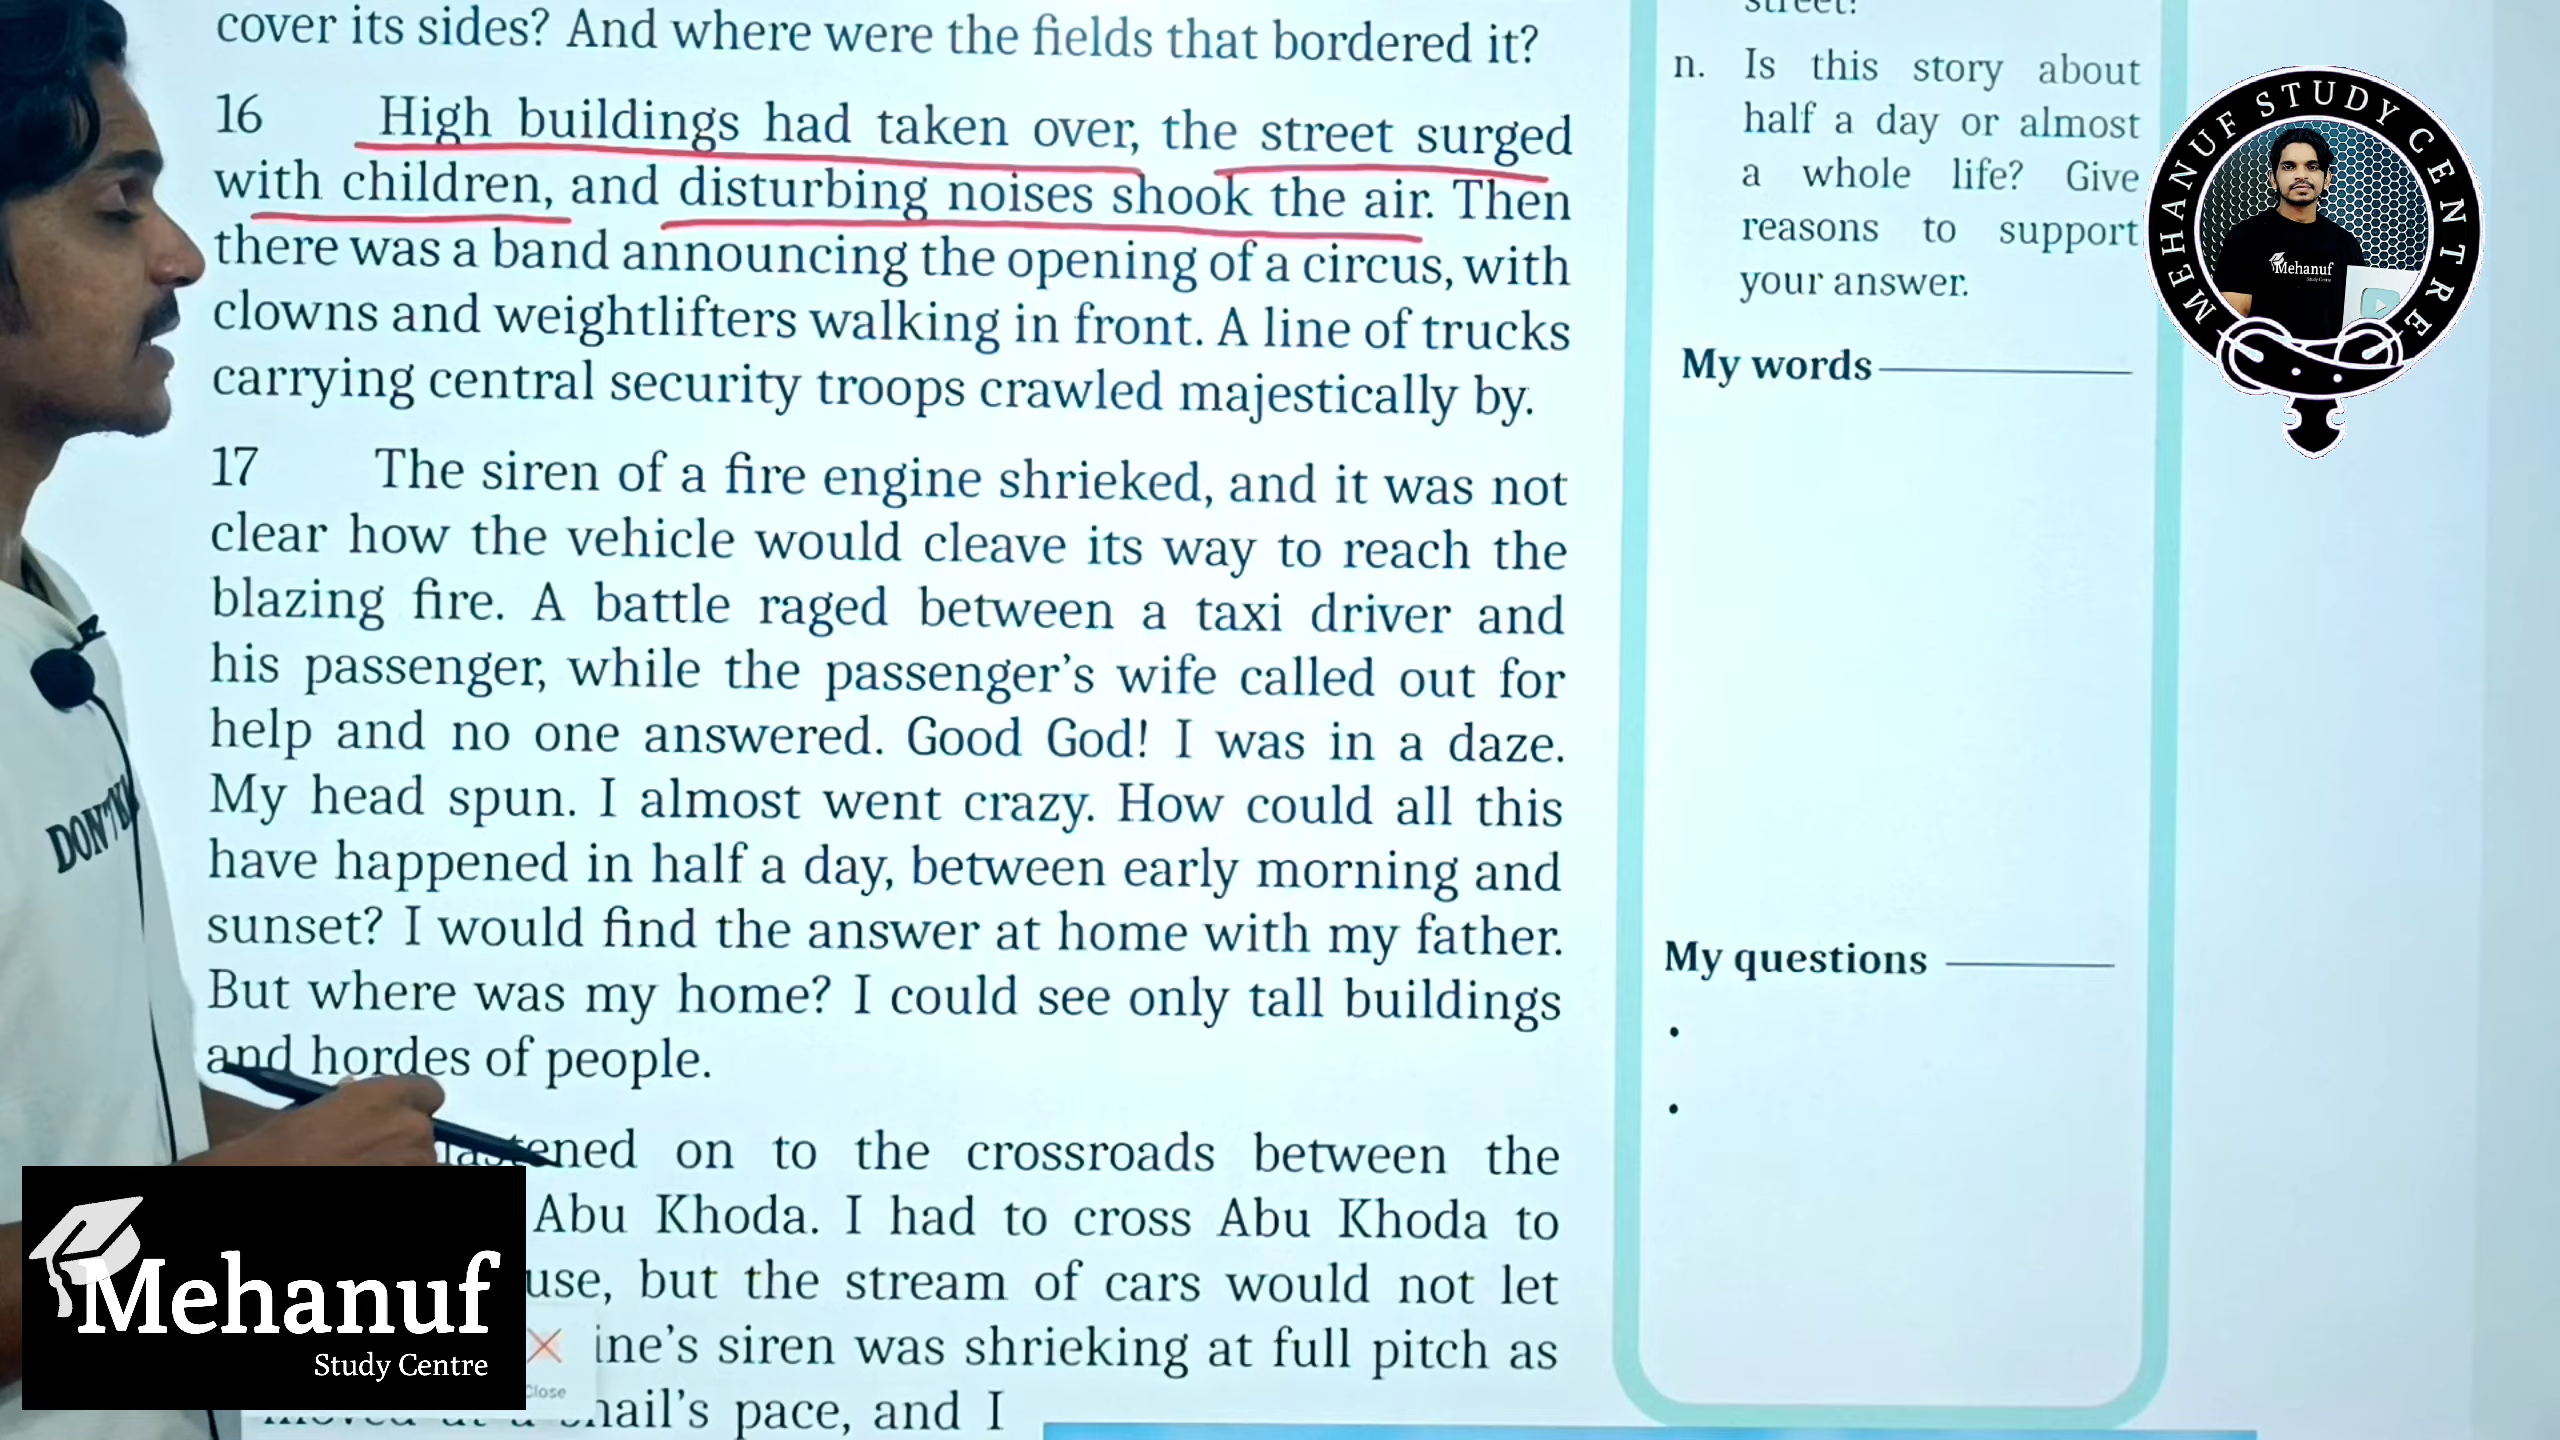 cover its sides? And where were the fields that bordered it?
16 High buildings had taken over, the street surged
with children, and disturbing noises shook the air. Then
there was a band announcing the opening of a circus, with
clowns and weightlifters walking in front. A line of trucks
carrying central security troops crawled majestically by.
17 The siren of a fire engine shrieked, and it was not
clear how the vehicle would cleave its way to reach the
blazing fire. A battle raged between a taxi driver and
his passenger, while the passenger's wife called out for
help and no one answered. Good God! I was in a daze.
My head spun. I almost went crazy. How could all this
have happened in half a day, between early morning and
sunset? I would find the answer at home with my father.
But where was my home? I could see only tall buildings
and hordes of people.
on to the crossroads between the
Abu Khoda. I had to cross Abu Khoda to
but the stream of cars would not let
siren was shrieking at full pitch as
pace, and I
street?
n. Is this story about
half a day or almost
a whole life? Give
reasons to support
your answer.
My words
My questions
MEHANUF STUDY CENTRE
Mehanuf
Study Centre
DON'T
Mehanuf
Study Centre
Close